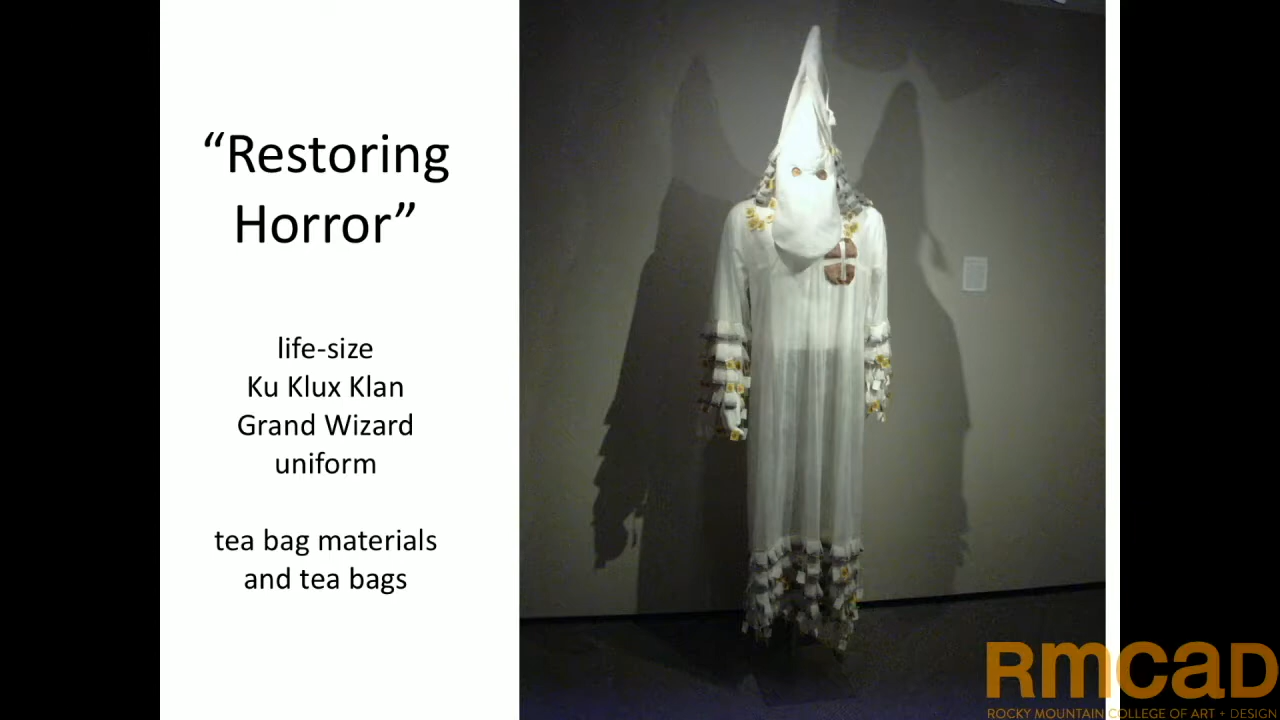 “Restoring
Horror”
life-size
Ku Klux Klan
Grand Wizard
uniform
tea bag materials
and tea bags
RMCAD
ROCKY MOUNTAIN COLLEGE OF ART + DESIGN